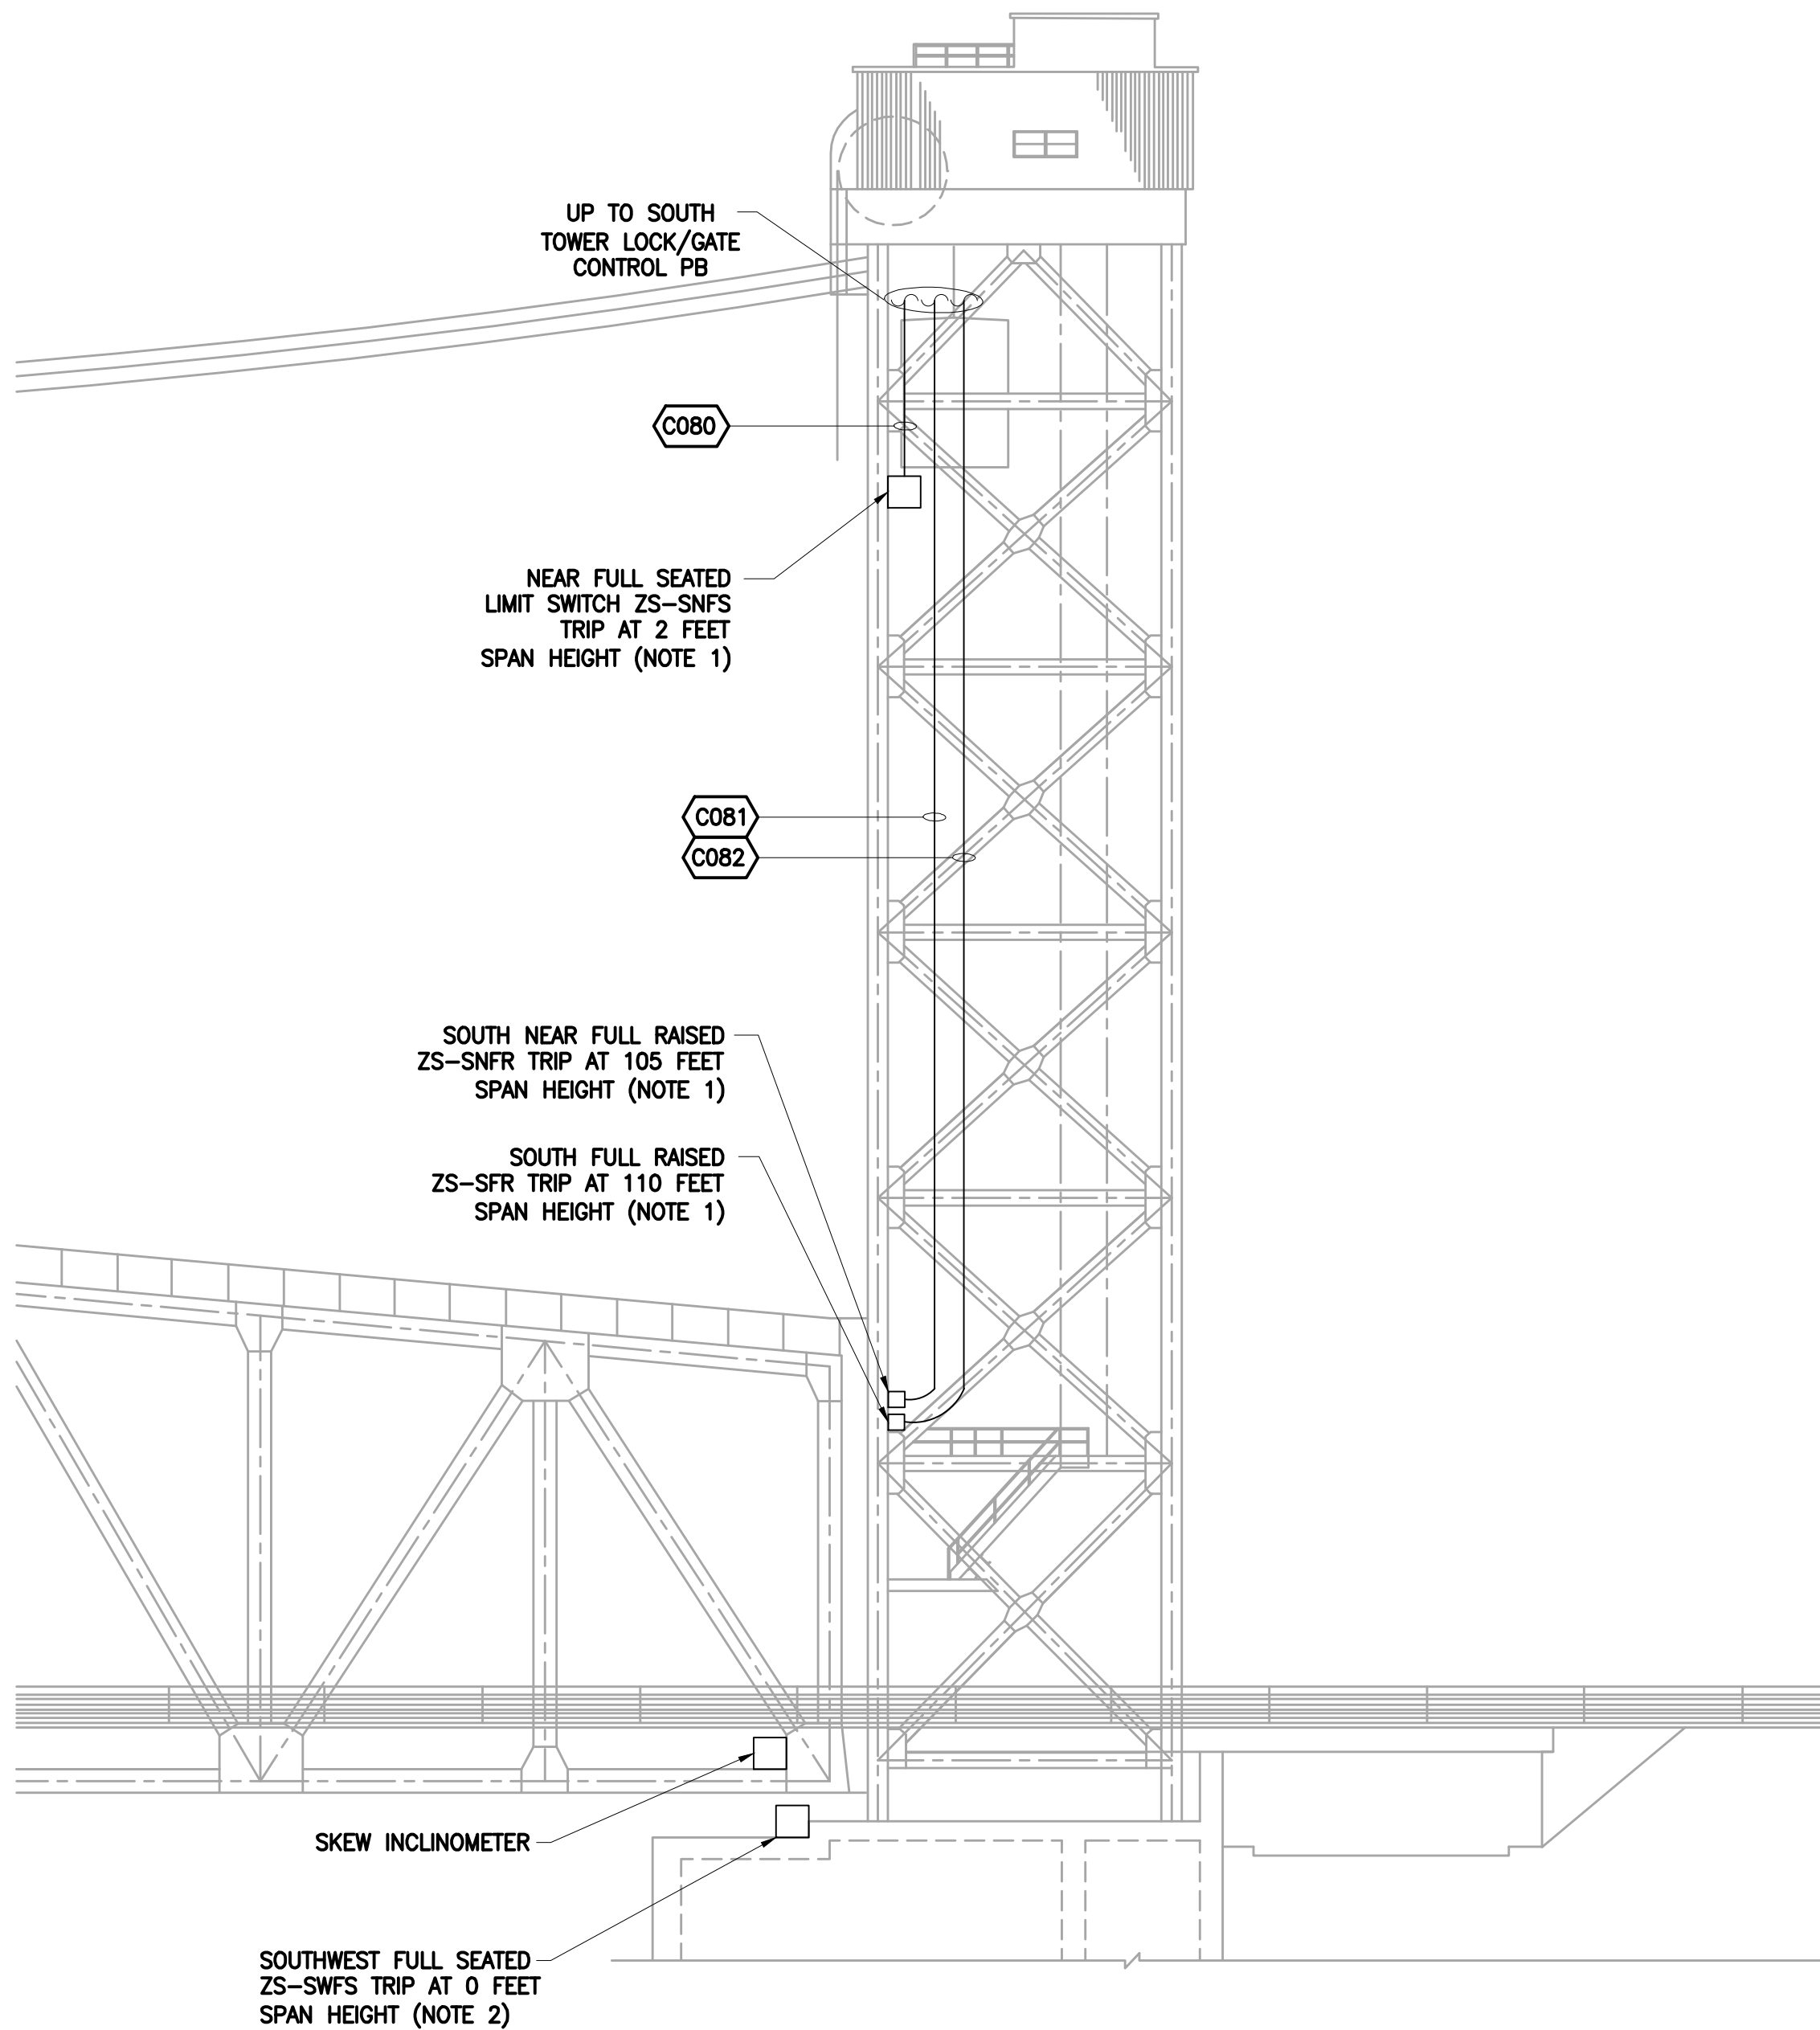 UP TO SOUTH
TOWER LOCK/GATE
CONTROL PB
C080
NEAR FULL SEATED
LIMIT SWITCH ZS-SNFS
TRIP AT 2 FEET
SPAN HEIGHT (NOTE 1)
C081
C082
SOUTH NEAR FULL RAISED
ZS-SNFR TRIP AT 105 FEET
SPAN HEIGHT (NOTE 1)
SOUTH FULL RAISED
ZS-SFR TRIP AT 110 FEET
SPAN HEIGHT (NOTE 1)
SKEW INCLINOMETER
SOUTHWEST FULL SEATED
ZS-SWFS TRIP AT 0 FEET
SPAN HEIGHT (NOTE 2)